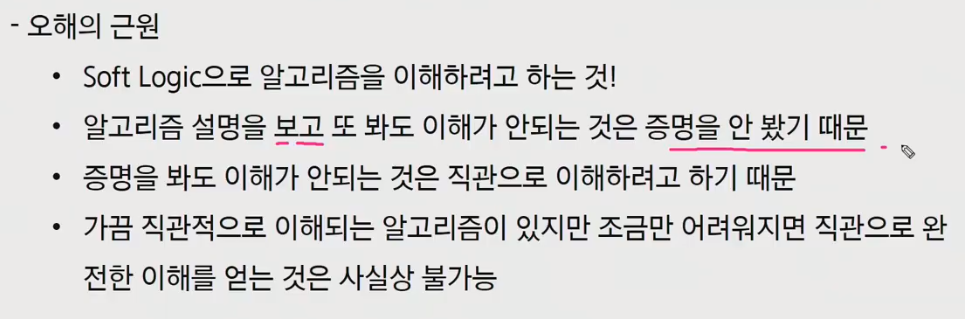 - 오해의 근원
• Soft Logic으로 알고리즘을 이해하려고 하는 것!
• 알고리즘 설명을 보고 또 봐도 이해가 안되는 것은 증명을 안 봤기 때문
• 증명을 봐도 이해가 안되는 것은 직관으로 이해하려고 하기 때문
• 가끔 직관적으로 이해되는 알고리즘이 있지만 조금만 어려워지면 직관으로 완
전한 이해를 얻는 것은 사실상 불가능